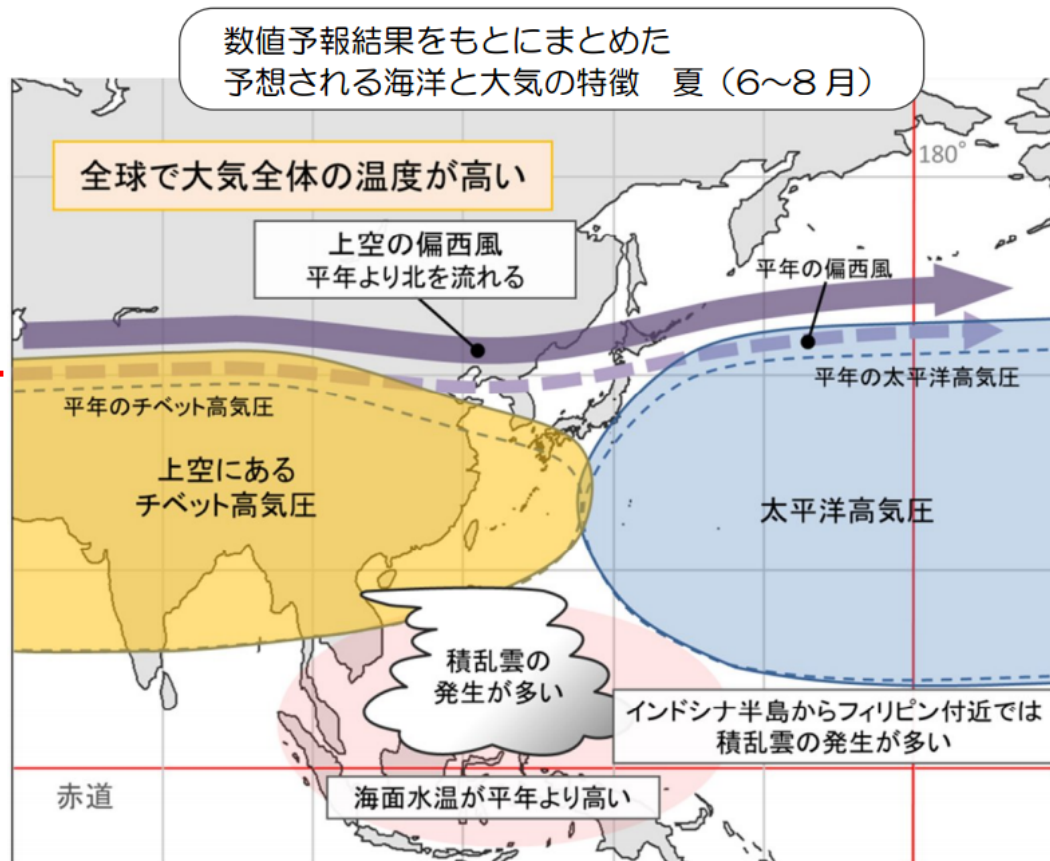 数値予報結果をもとにまとめた
予想される海洋と大気の特徴　夏（6～8 月）
180°
全球で大気全体の温度が高い
上空の偏西風
平年より北を流れる
平年の偏西風
平年の太平洋高気圧
平年のチベット高気圧
上空にある
チベット高気圧
太平洋高気圧
積乱雲の
発生が多い
インドシナ半島からフィリピン付近では
積乱雲の発生が多い
赤道
海面水温が平年より高い